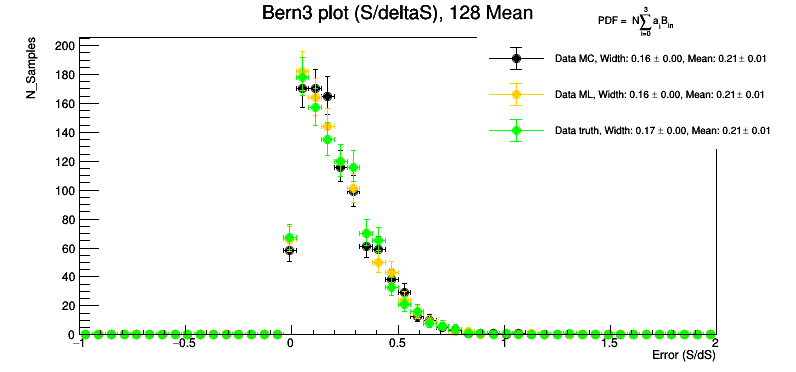 Bern3 plot (S/deltaS), 128 Mean
PDF = N∑ aᵢBᵢₙ
3
i=0
Data MC, Width: 0.16 ± 0.00, Mean: 0.21 ± 0.01
Data ML, Width: 0.16 ± 0.00, Mean: 0.21 ± 0.01
Data truth, Width: 0.17 ± 0.00, Mean: 0.21 ± 0.01
N_Samples
200
180
160
140
120
100
80
60
40
20
0
−1
−0.5
0
0.5
1
1.5
2
Error (S/dS)